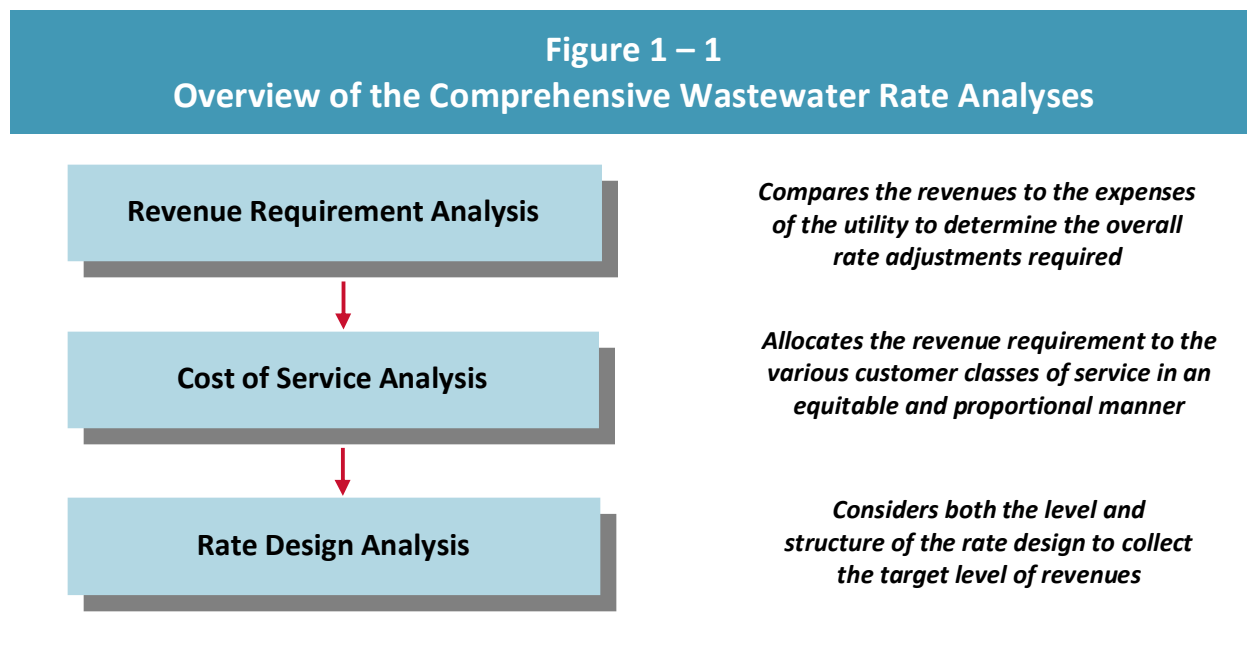 Figure 1 – 1
Overview of the Comprehensive Wastewater Rate Analyses
Revenue Requirement Analysis
Compares the revenues to the expenses
of the utility to determine the overall
rate adjustments required
Cost of Service Analysis
Allocates the revenue requirement to the
various customer classes of service in an
equitable and proportional manner
Rate Design Analysis
Considers both the level and
structure of the rate design to collect
the target level of revenues